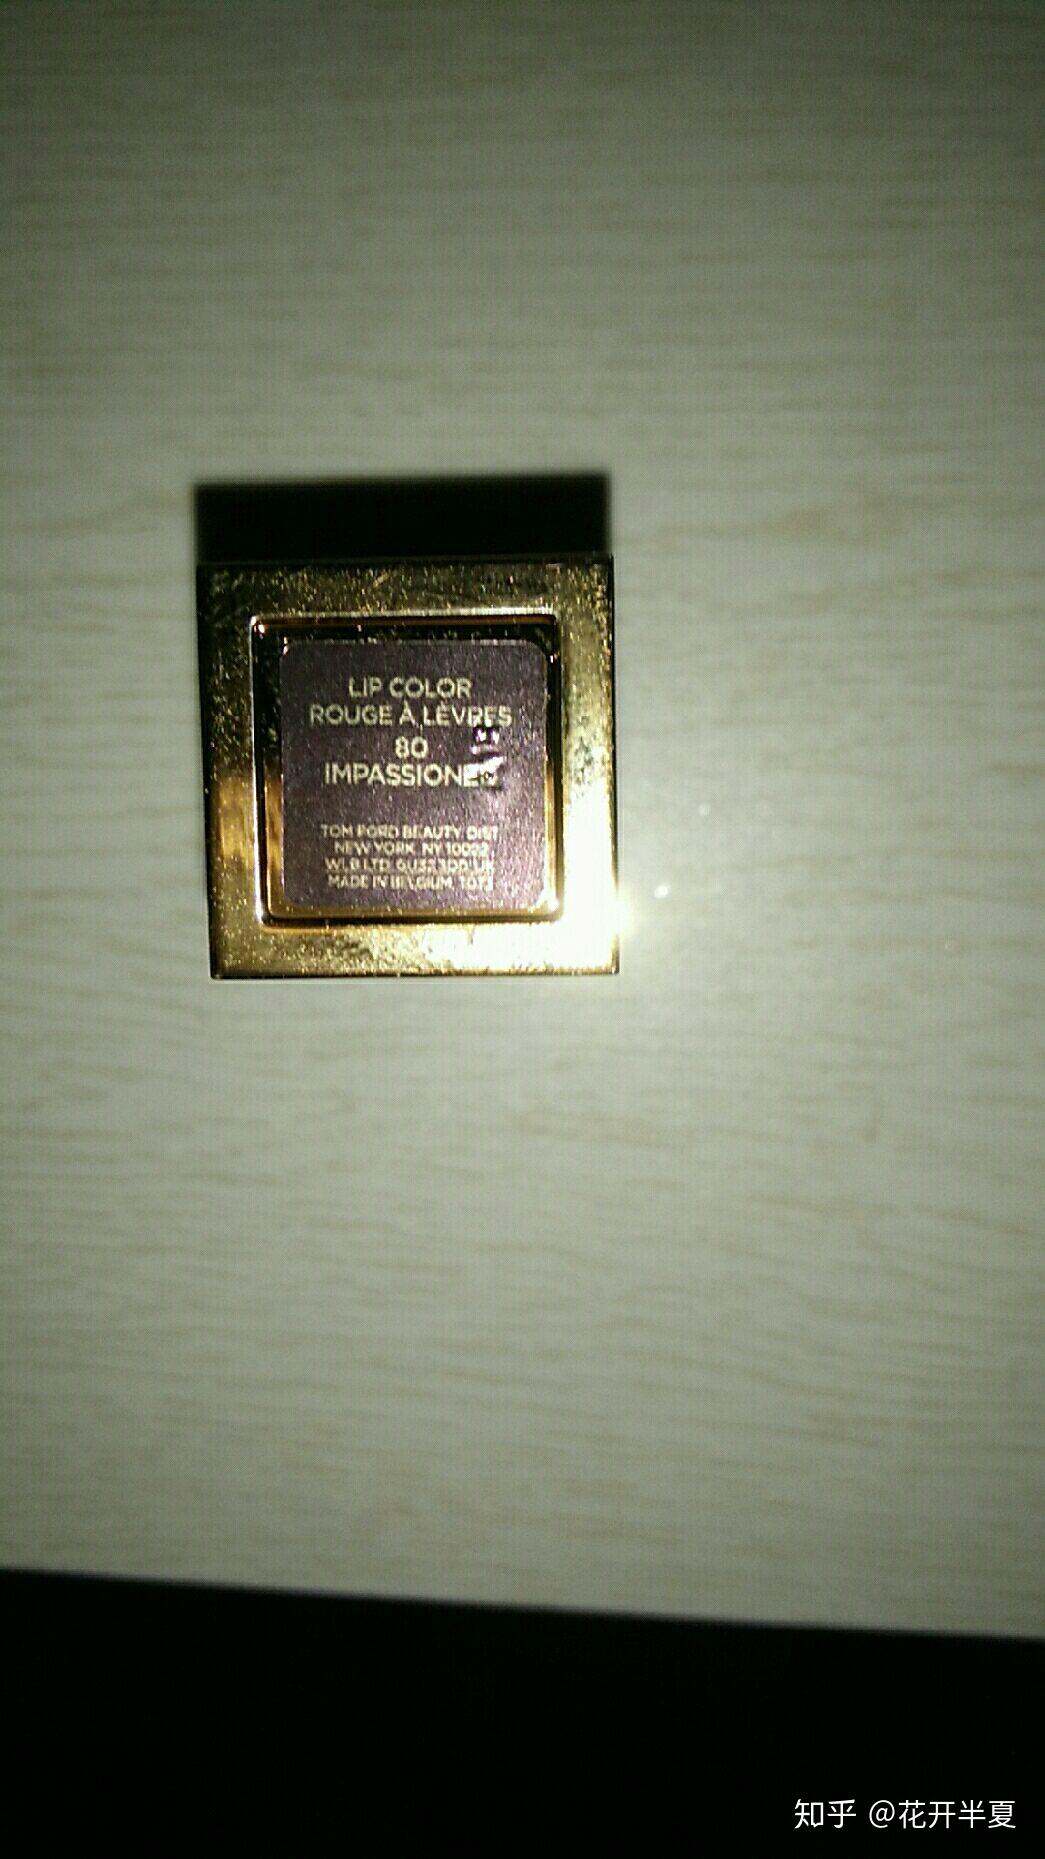 LIP COLOR
ROUGE À LÈVRES
80
IMPASSIONED
TOM FORD BEAUTY, DIST
NEW YORK, NY 10022
MADE IN BELGIUM
知乎 @花开半夏